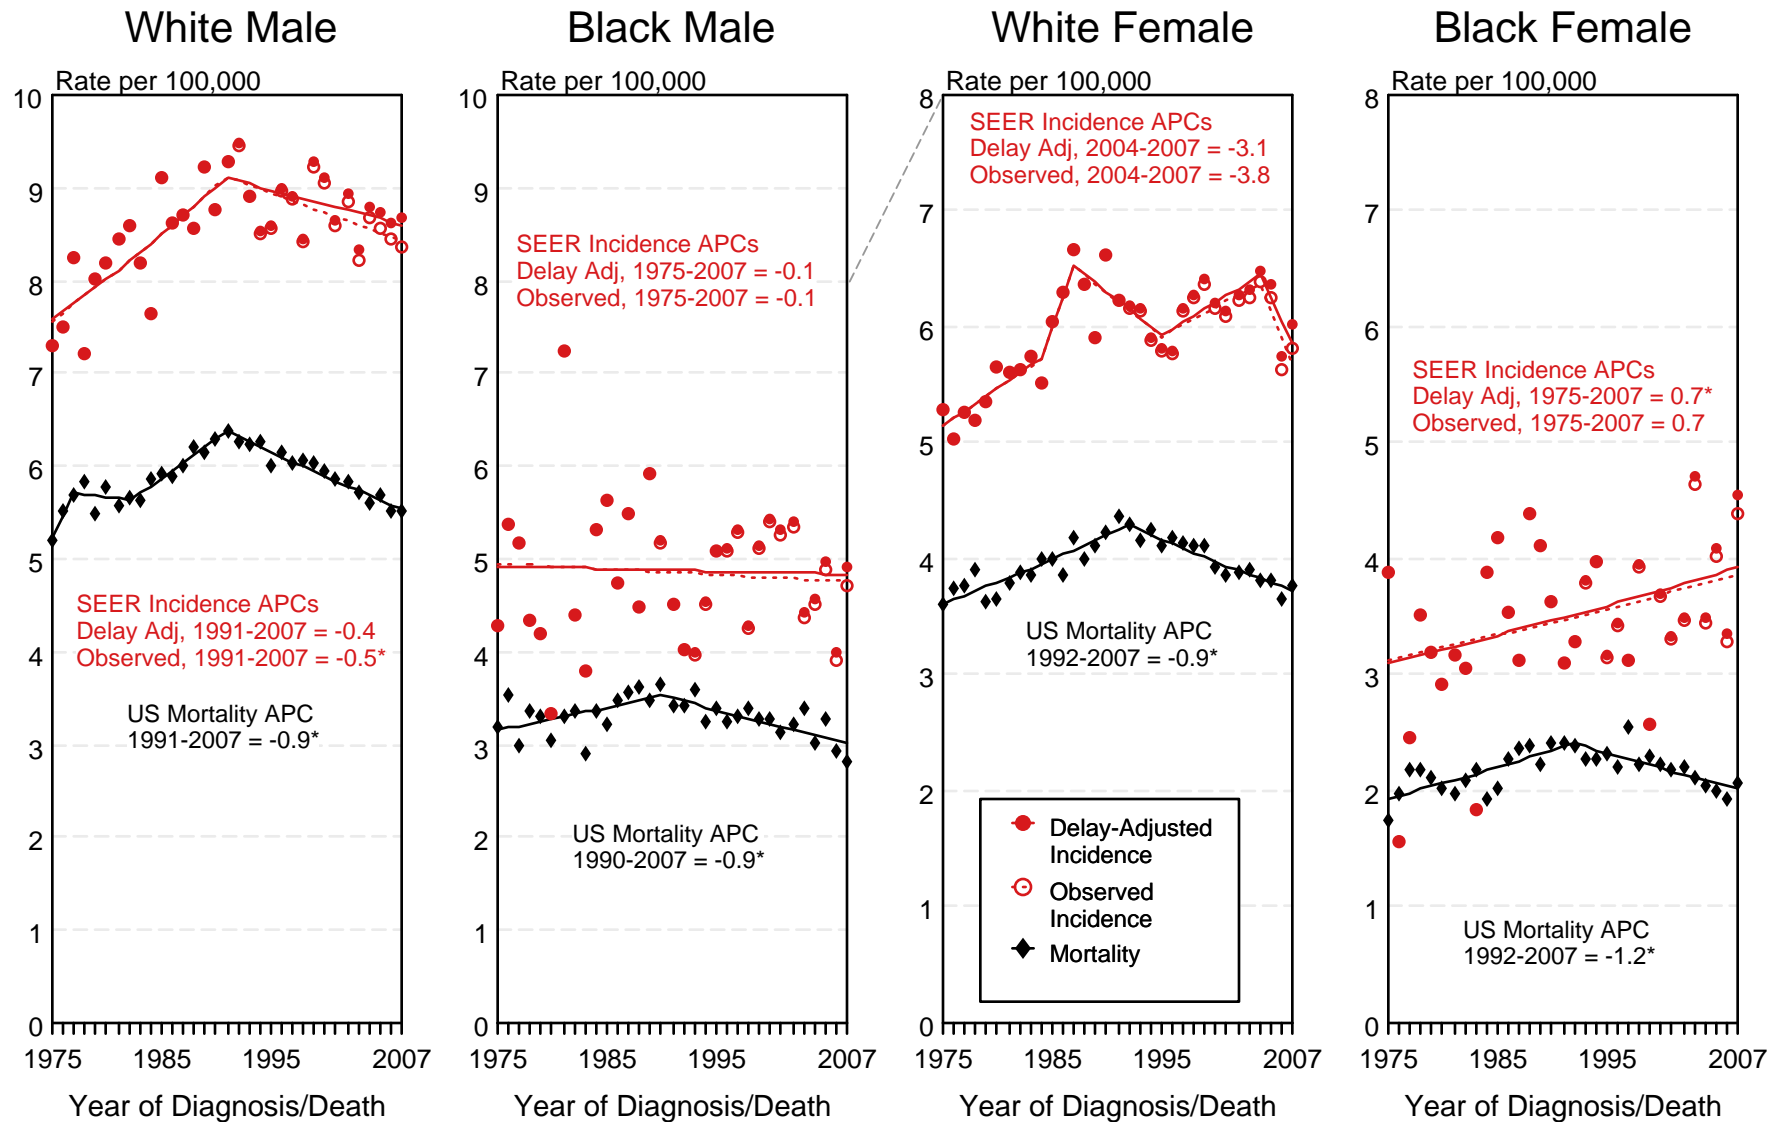 White Male
Black Male
White Female
Black Female
Rate per 100,000
10
9
8
7
6
5
4
3
2
1
0
SEER Incidence APCs
Delay Adj, 1991-2007 = -0.4
Observed, 1991-2007 = -0.5*
US Mortality APC
1991-2007 = -0.9*
1975
1985
1995
2007
Year of Diagnosis/Death
Rate per 100,000
10
9
8
7
6
5
4
3
2
1
0
SEER Incidence APCs
Delay Adj, 1975-2007 = -0.1
Observed, 1975-2007 = -0.1
US Mortality APC
1990-2007 = -0.9*
1975
1985
1995
2007
Year of Diagnosis/Death
Rate per 100,000
8
7
6
5
4
3
2
1
0
SEER Incidence APCs
Delay Adj, 2004-2007 = -3.1
Observed, 2004-2007 = -3.8
US Mortality APC
1992-2007 = -0.9*
Delay-Adjusted
Incidence
Observed
Incidence
Mortality
1975
1985
1995
2007
Year of Diagnosis/Death
Rate per 100,000
8
7
6
5
4
3
2
1
0
SEER Incidence APCs
Delay Adj, 1975-2007 = 0.7*
Observed, 1975-2007 = 0.7
US Mortality APC
1992-2007 = -1.2*
1975
1985
1995
2007
Year of Diagnosis/Death